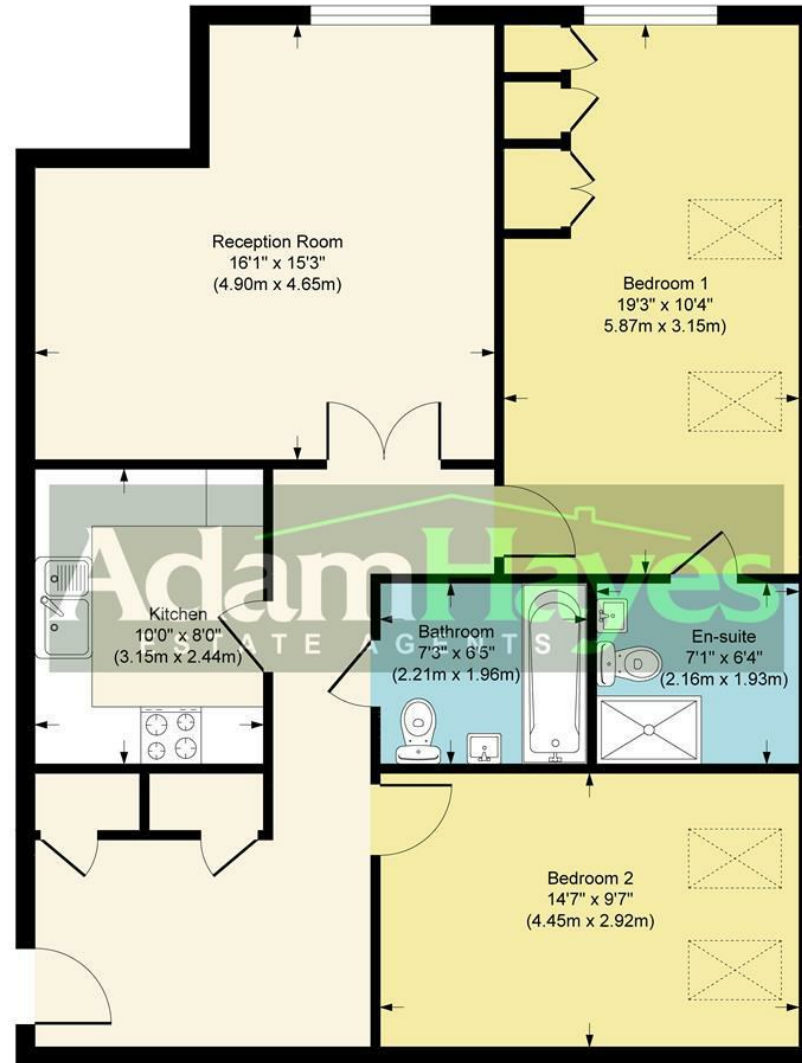 Reception Room
16'1" x 15'3"
(4.90m x 4.65m)
Bedroom 1
19'3" x 10'4"
5.87m x 3.15m)
AdamHayes
ESTATE AGENTS
Kitchen
10'0" x 8'0"
(3.15m x 2.44m)
Bathroom
7'3" x 6'5"
(2.21m x 1.96m)
En-suite
7'1" x 6'4"
(2.16m x 1.93m)
Bedroom 2
14'7" x 9'7"
(4.45m x 2.92m)